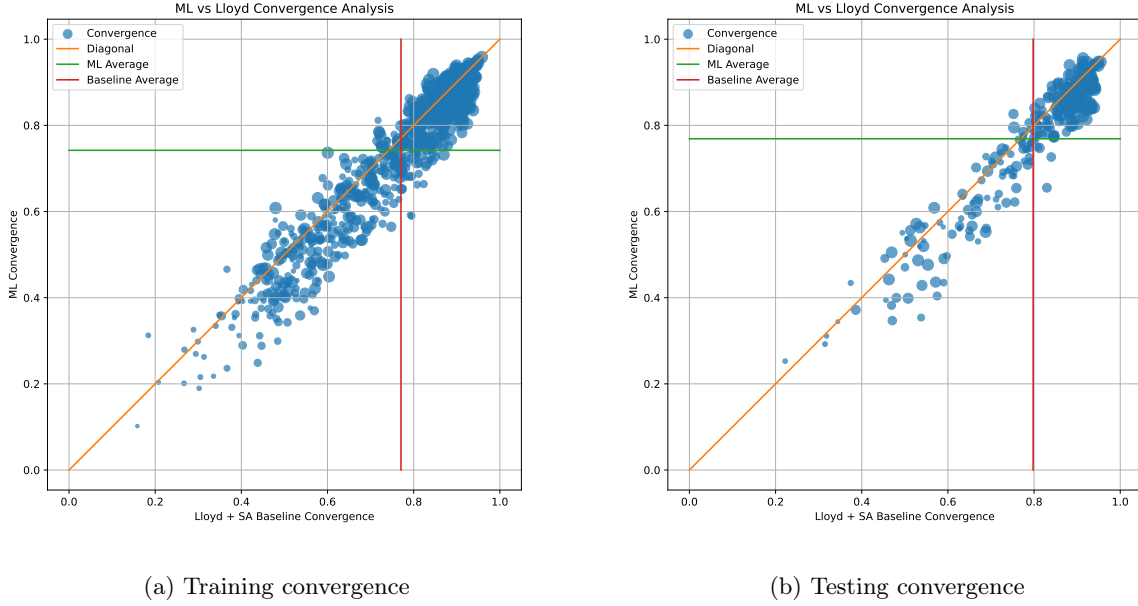 ML vs Lloyd Convergence Analysis
Convergence
Diagonal
ML Average
Baseline Average
1.0
0.8
0.6
0.4
0.2
0.0
ML Convergence
0.0 0.2 0.4 0.6 0.8 1.0
Lloyd + SA Baseline Convergence
(a) Training convergence
ML vs Lloyd Convergence Analysis
Convergence
Diagonal
ML Average
Baseline Average
1.0
0.8
0.6
0.4
0.2
0.0
ML Convergence
0.0 0.2 0.4 0.6 0.8 1.0
Lloyd + SA Baseline Convergence
(b) Testing convergence